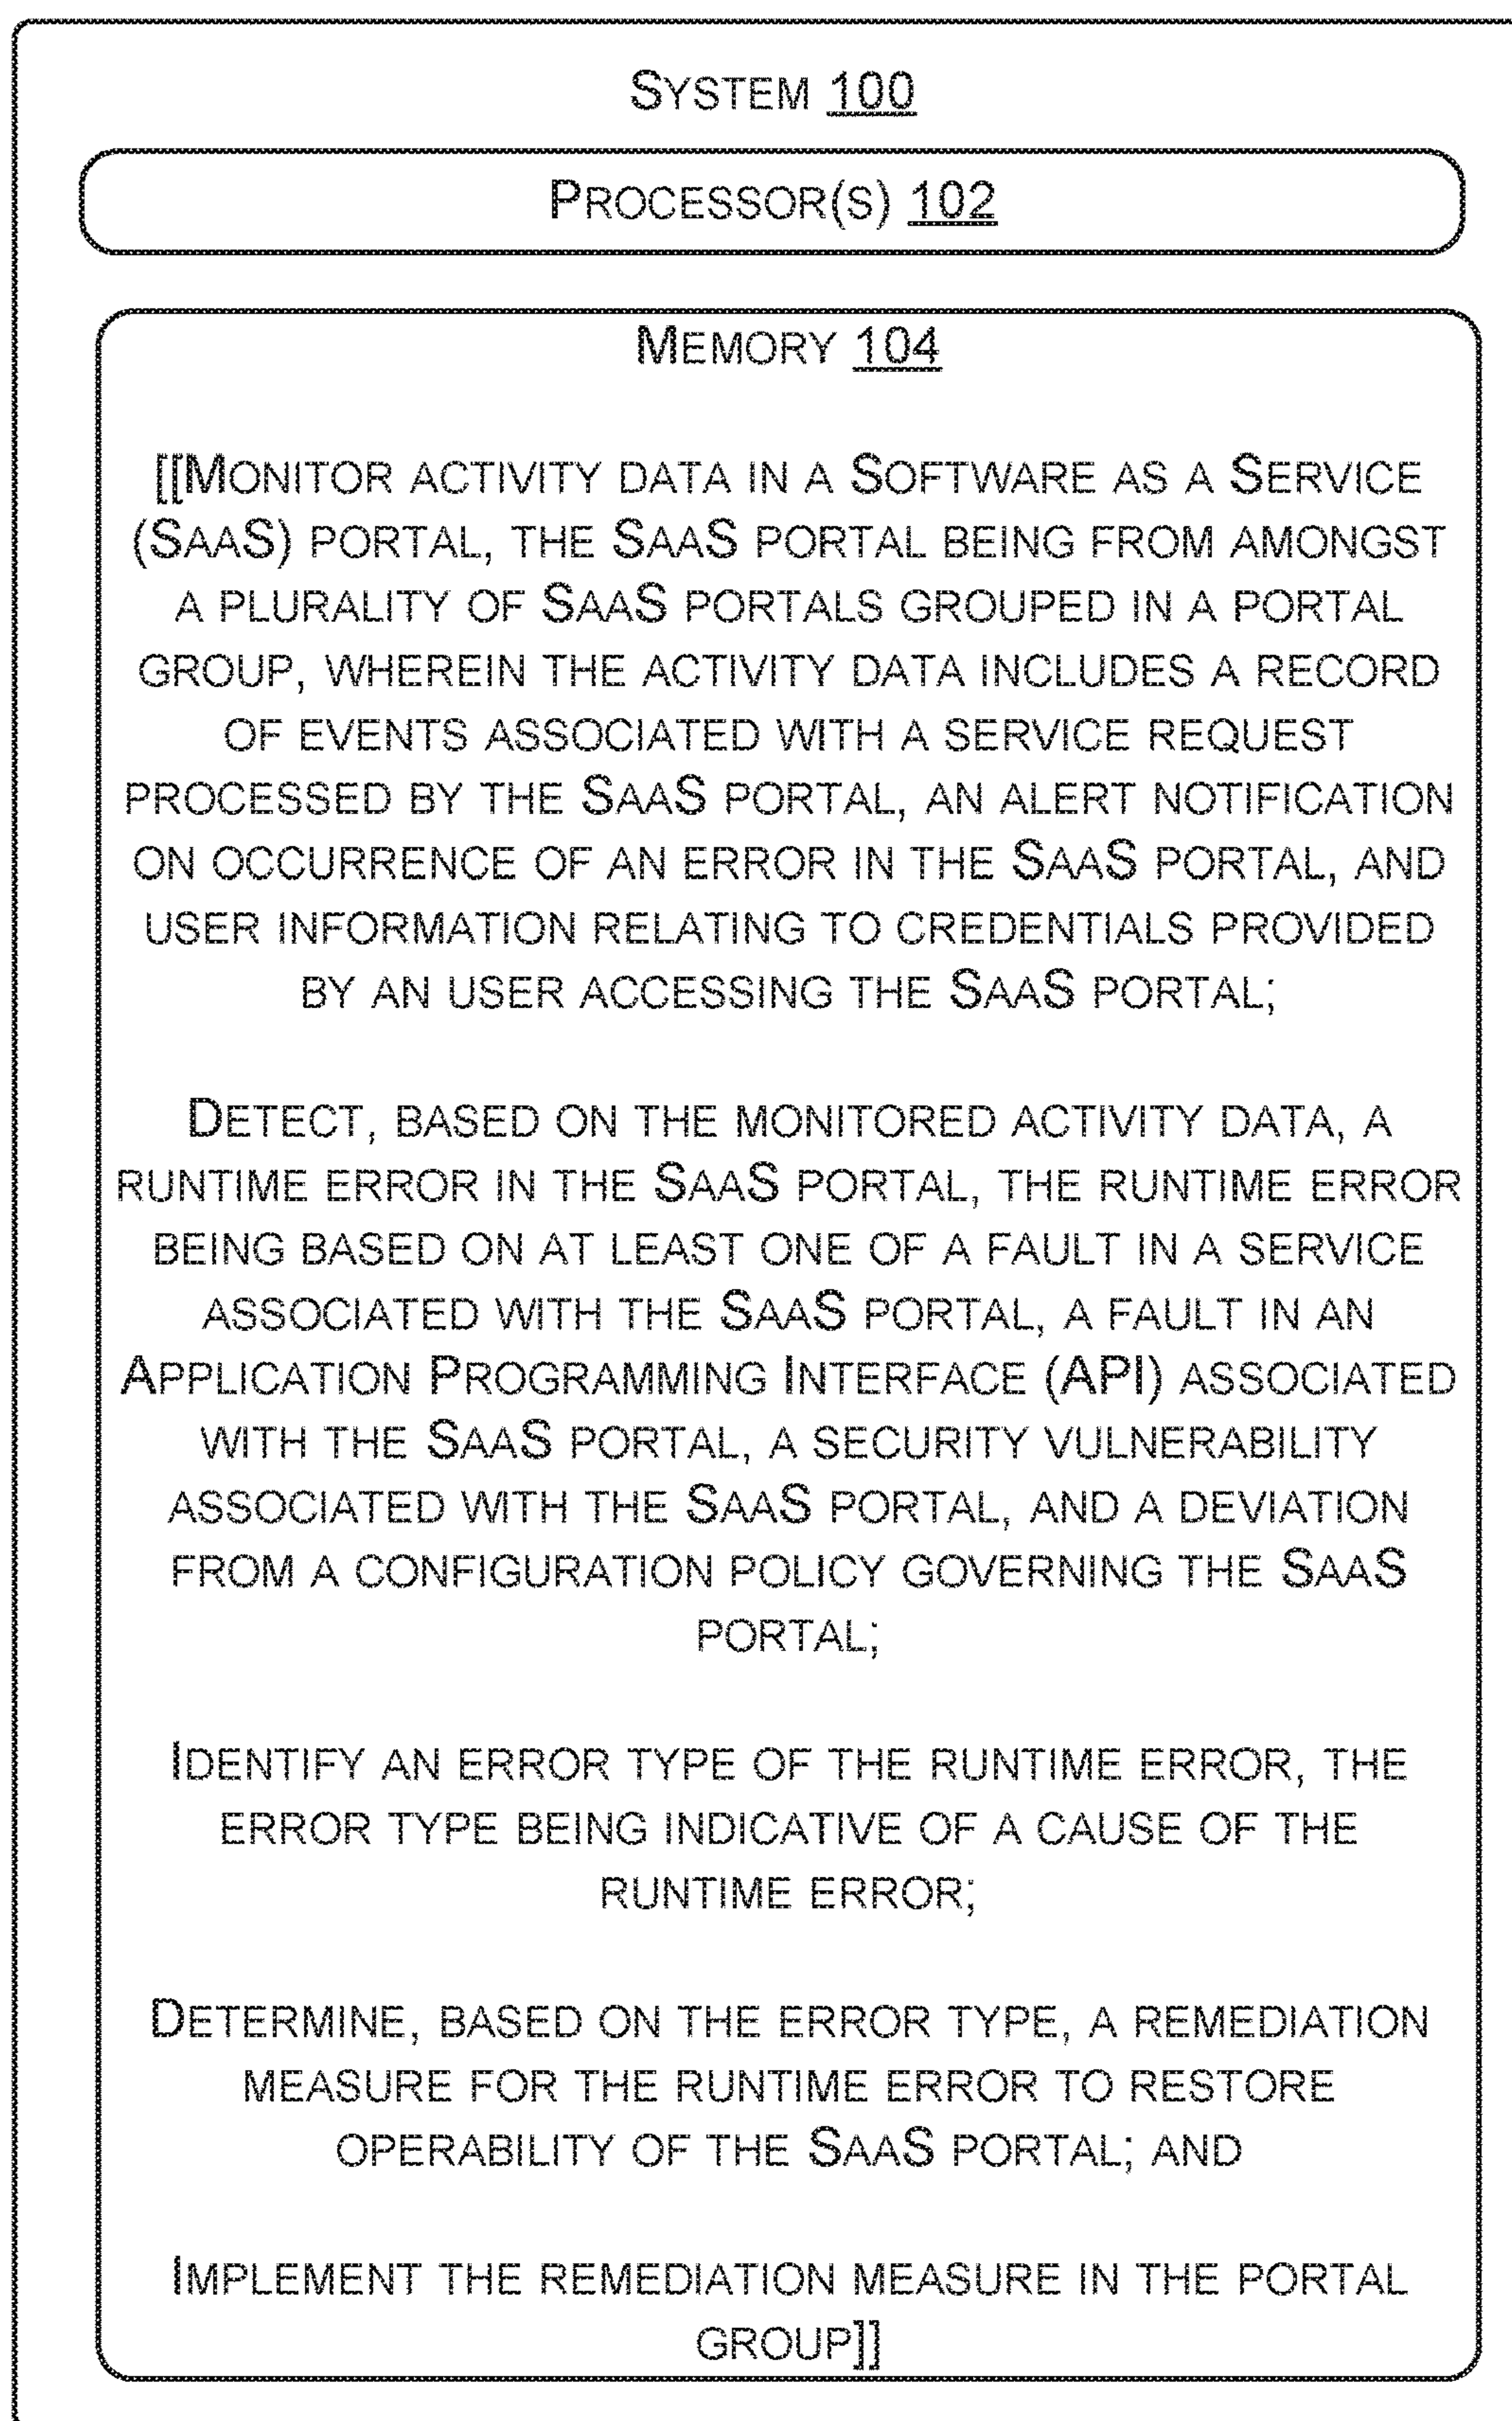 SYSTEM 100
PROCESSOR(S) 102
MEMORY 104
[[MONITOR ACTIVITY DATA IN A SOFTWARE AS A SERVICE
(SAAS) PORTAL, THE SAAS PORTAL BEING FROM AMONGST
A PLURALITY OF SAAS PORTALS GROUPED IN A PORTAL
GROUP, WHEREIN THE ACTIVITY DATA INCLUDES A RECORD
OF EVENTS ASSOCIATED WITH A SERVICE REQUEST
PROCESSED BY THE SAAS PORTAL, AN ALERT NOTIFICATION
ON OCCURRENCE OF AN ERROR IN THE SAAS PORTAL, AND
USER INFORMATION RELATING TO CREDENTIALS PROVIDED
BY AN USER ACCESSING THE SAAS PORTAL;
DETECT, BASED ON THE MONITORED ACTIVITY DATA, A
RUNTIME ERROR IN THE SAAS PORTAL, THE RUNTIME ERROR
BEING BASED ON AT LEAST ONE OF A FAULT IN A SERVICE
ASSOCIATED WITH THE SAAS PORTAL, A FAULT IN AN
APPLICATION PROGRAMMING INTERFACE (API) ASSOCIATED
WITH THE SAAS PORTAL, A SECURITY VULNERABILITY
ASSOCIATED WITH THE SAAS PORTAL, AND A DEVIATION
FROM A CONFIGURATION POLICY GOVERNING THE SAAS
PORTAL;
IDENTIFY AN ERROR TYPE OF THE RUNTIME ERROR, THE
ERROR TYPE BEING INDICATIVE OF A CAUSE OF THE
RUNTIME ERROR;
DETERMINE, BASED ON THE ERROR TYPE, A REMEDIATION
MEASURE FOR THE RUNTIME ERROR TO RESTORE
OPERABILITY OF THE SAAS PORTAL; AND
IMPLEMENT THE REMEDIATION MEASURE IN THE PORTAL
GROUP]]